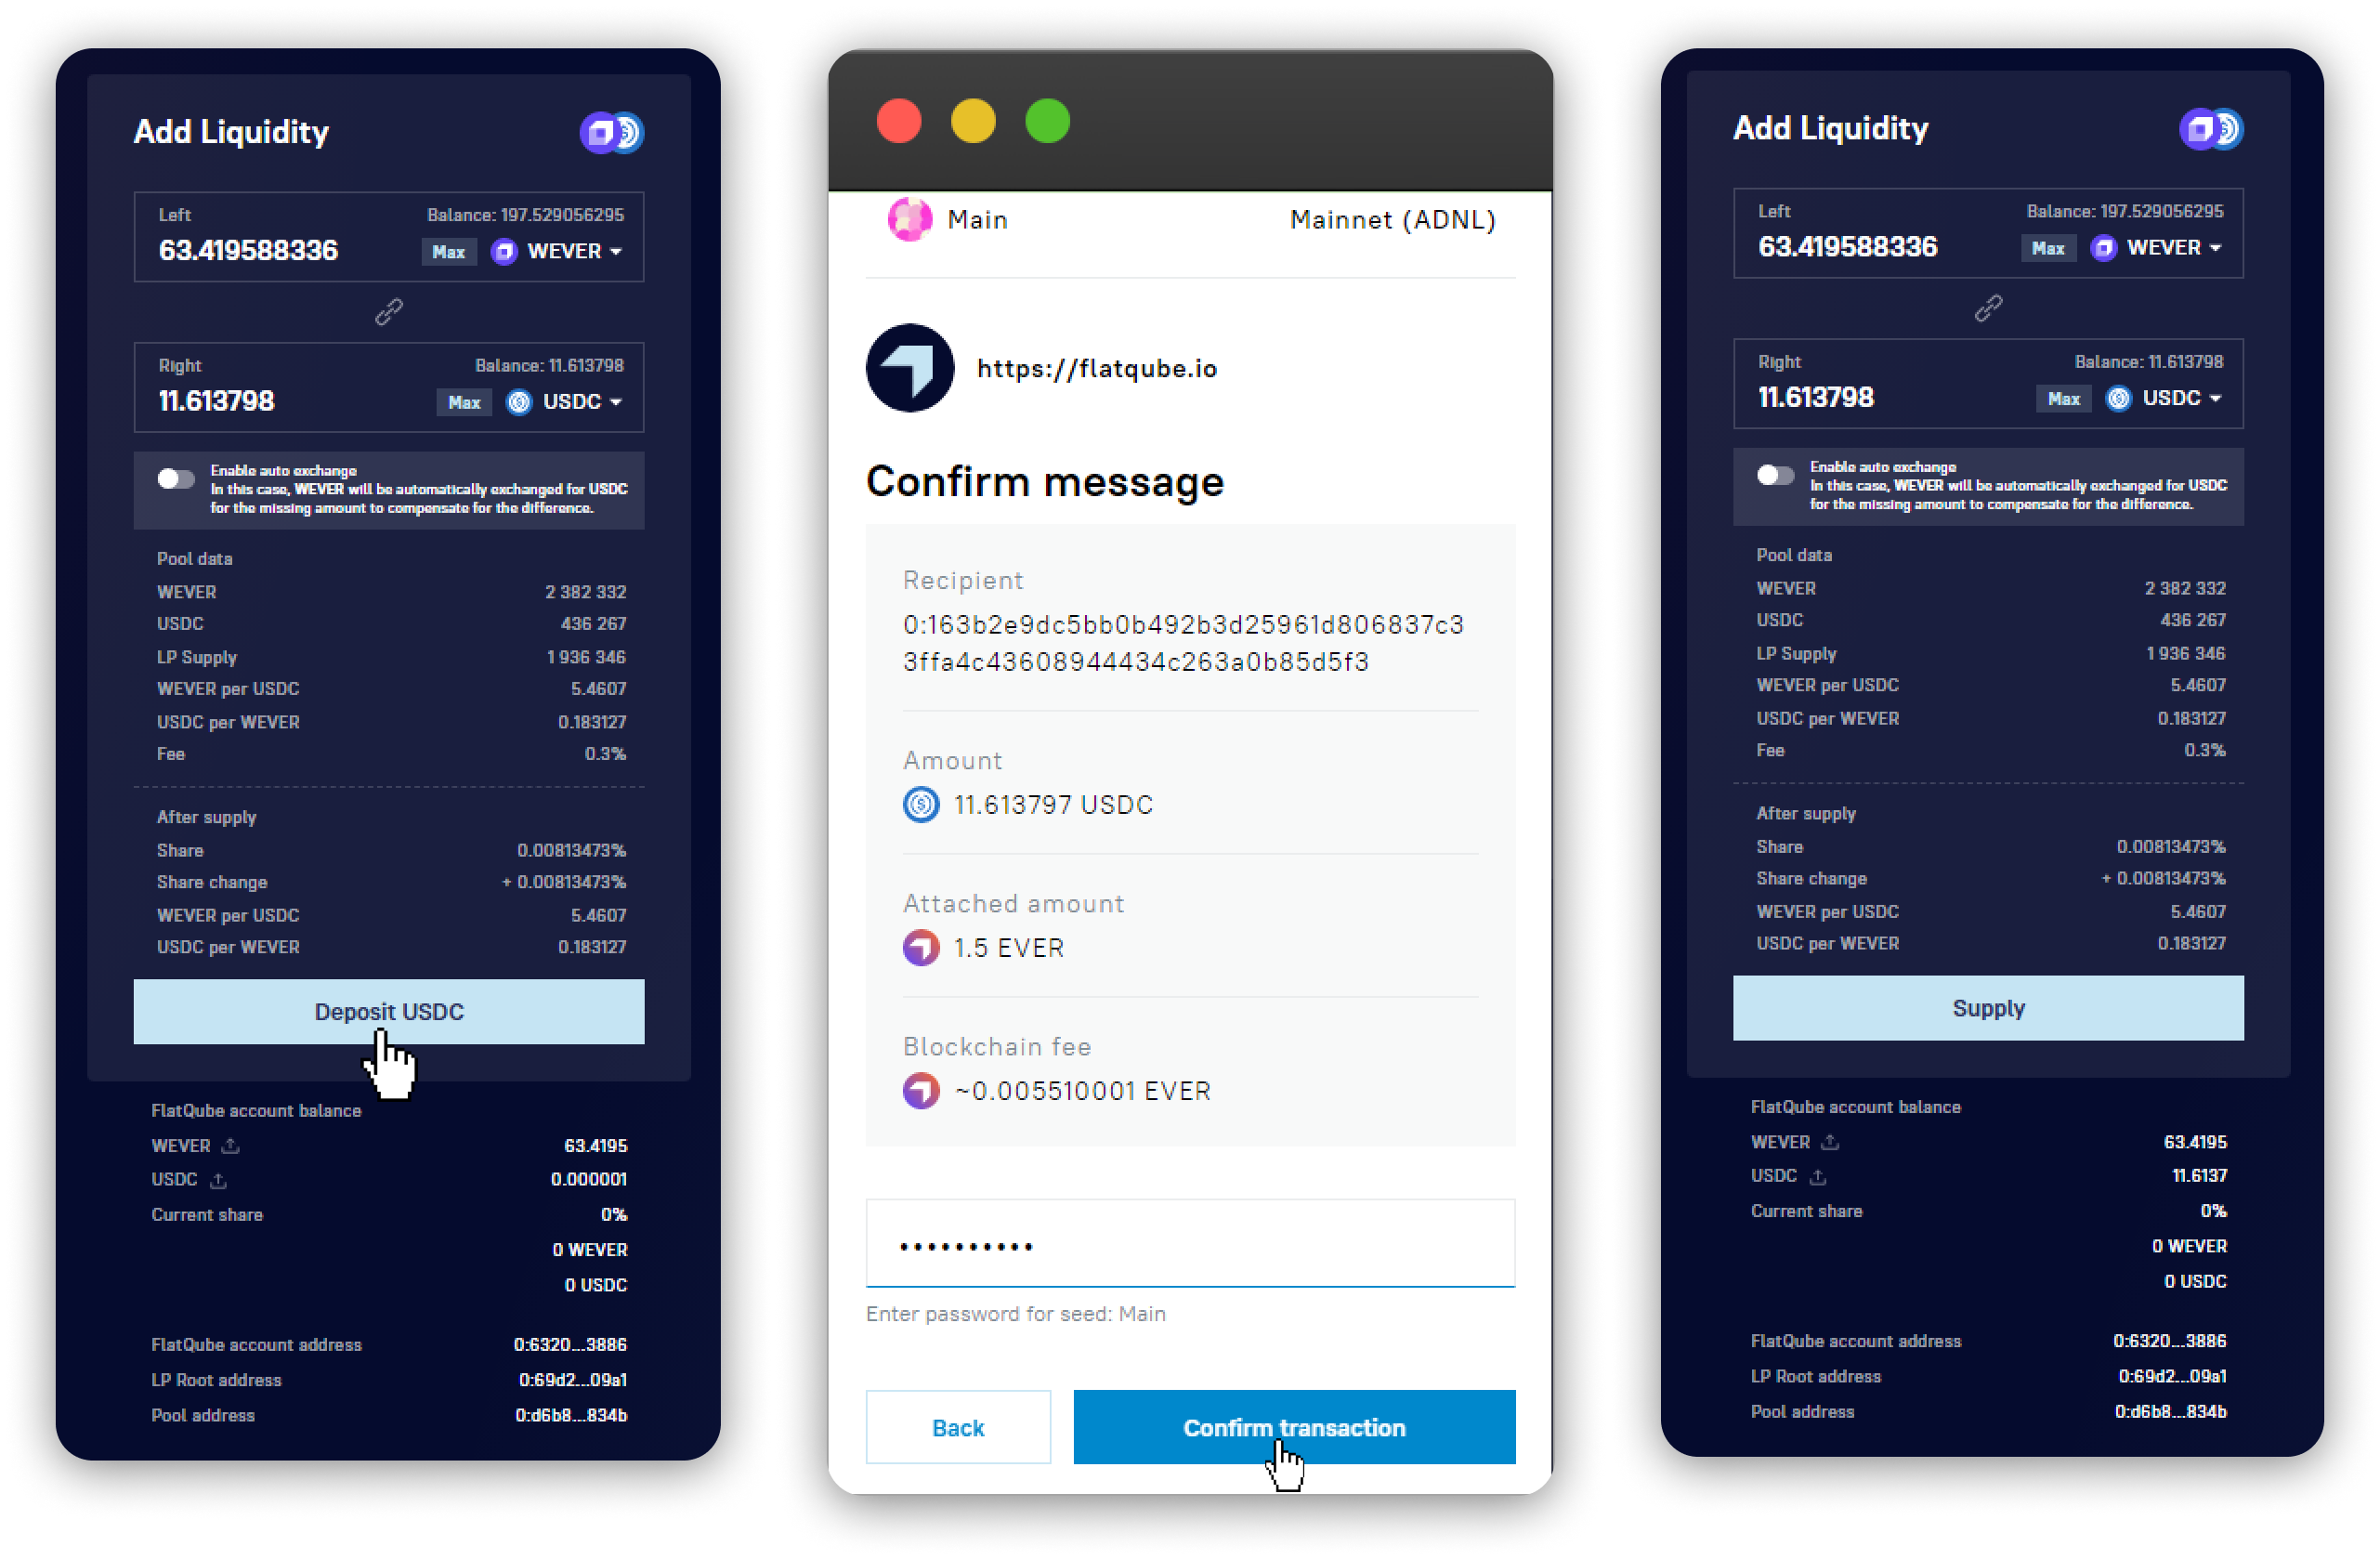 Add Liquidity
Left Balance: 197.529056295
63.419588336 Max WEVER
Right Balance: 11.613798
11.613798 Max USDC
Enable auto exchange
In this case, WEVER will be automatically exchanged for USDC
for the missing amount to compensate for the difference.
Pool data
WEVER 2 382 332
USDC 436 267
LP Supply 1 936 346
WEVER per USDC 5.4607
USDC per WEVER 0.183127
Fee 0.3%
After supply
Share 0.00813473%
Share change + 0.00813473%
WEVER per USDC 5.4607
USDC per WEVER 0.183127
Deposit USDC
FlatQube account balance
WEVER 63.4195
USDC 0.000001
Current share 0%
0 WEVER
0 USDC
FlatQube account address 0:6320...3886
LP Root address 0:69d2...09a1
Pool address 0:d6b8...834b
Main Mainnet (ADNL)
https://flatqube.io
Confirm message
Recipient
0:163b2e9dc5bb0b492b3d25961d806837c3
3ffa4c43608944434c263a0b85d5f3
Amount
11.613797 USDC
Attached amount
1.5 EVER
Blockchain fee
~0.005510001 EVER
••••••••••
Enter password for seed: Main
Back Confirm transaction
Add Liquidity
Left Balance: 197.529056295
63.419588336 Max WEVER
Right Balance: 11.613798
11.613798 Max USDC
Enable auto exchange
In this case, WEVER will be automatically exchanged for USDC
for the missing amount to compensate for the difference.
Pool data
WEVER 2 382 332
USDC 436 267
LP Supply 1 936 346
WEVER per USDC 5.4607
USDC per WEVER 0.183127
Fee 0.3%
After supply
Share 0.00813473%
Share change + 0.00813473%
WEVER per USDC 5.4607
USDC per WEVER 0.183127
Supply
FlatQube account balance
WEVER 63.4195
USDC 11.6137
Current share 0%
0 WEVER
0 USDC
FlatQube account address 0:6320...3886
LP Root address 0:69d2...09a1
Pool address 0:d6b8...834b